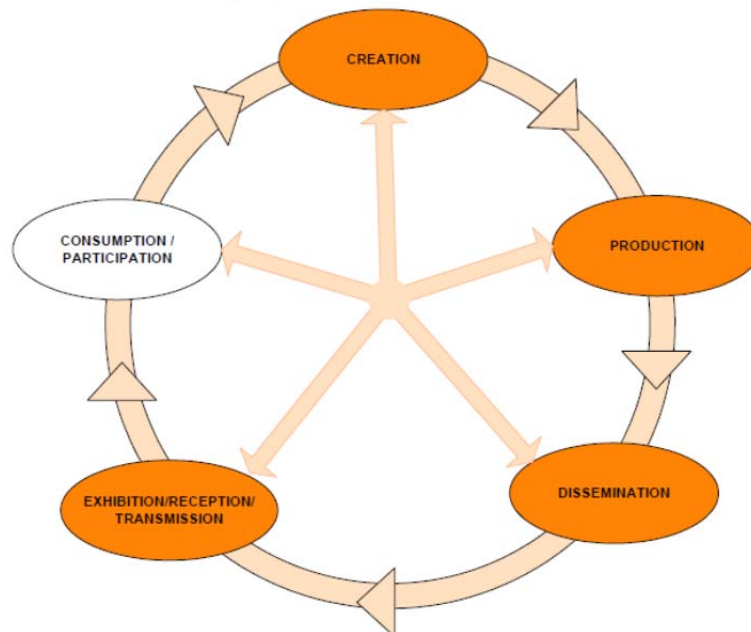 CREATION
PRODUCTION
DISSEMINATION
EXHIBITION/RECEPTION/
TRANSMISSION
CONSUMPTION /
PARTICIPATION